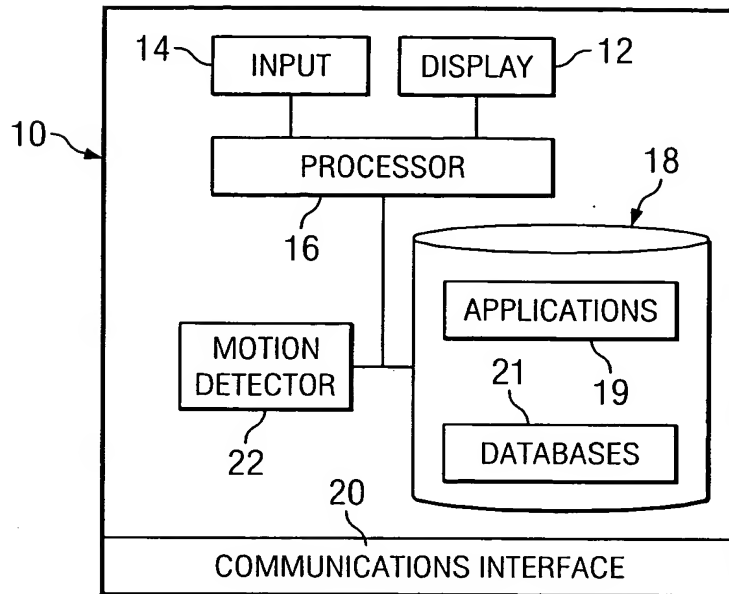 14
INPUT
DISPLAY
12
10
PROCESSOR
16
18
APPLICATIONS
19
MOTION
DETECTOR
22
21
DATABASES
20
COMMUNICATIONS INTERFACE